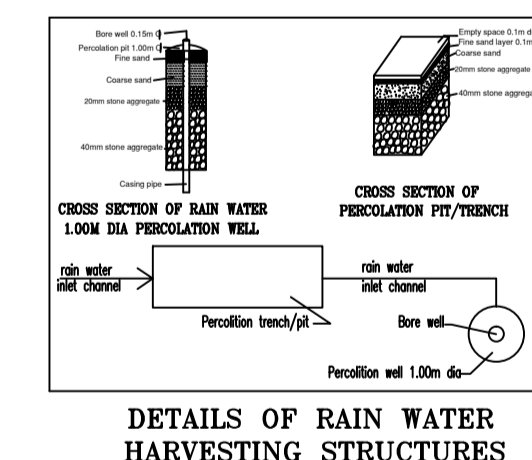 Bore well 0.15m
Percolation pit 1.00m
Fine sand
Coarse sand
20mm stone aggregate
40mm stone aggregate
Casing pipe
CROSS SECTION OF RAIN WATER
1.00M DIA PERCOLATION WELL
Empty space 0.1m d
Fine sand layer 0.1m
Coarse sand
20mm stone aggregate
40mm stone aggrega
CROSS SECTION OF
PERCOLATION PIT/TRENCH
rain water
inlet channel
Percolition trench/pit
rain water
inlet channel
Bore well
Percolition well 1.00m dia
DETAILS OF RAIN WATER
HARVESTING STRUCTURES